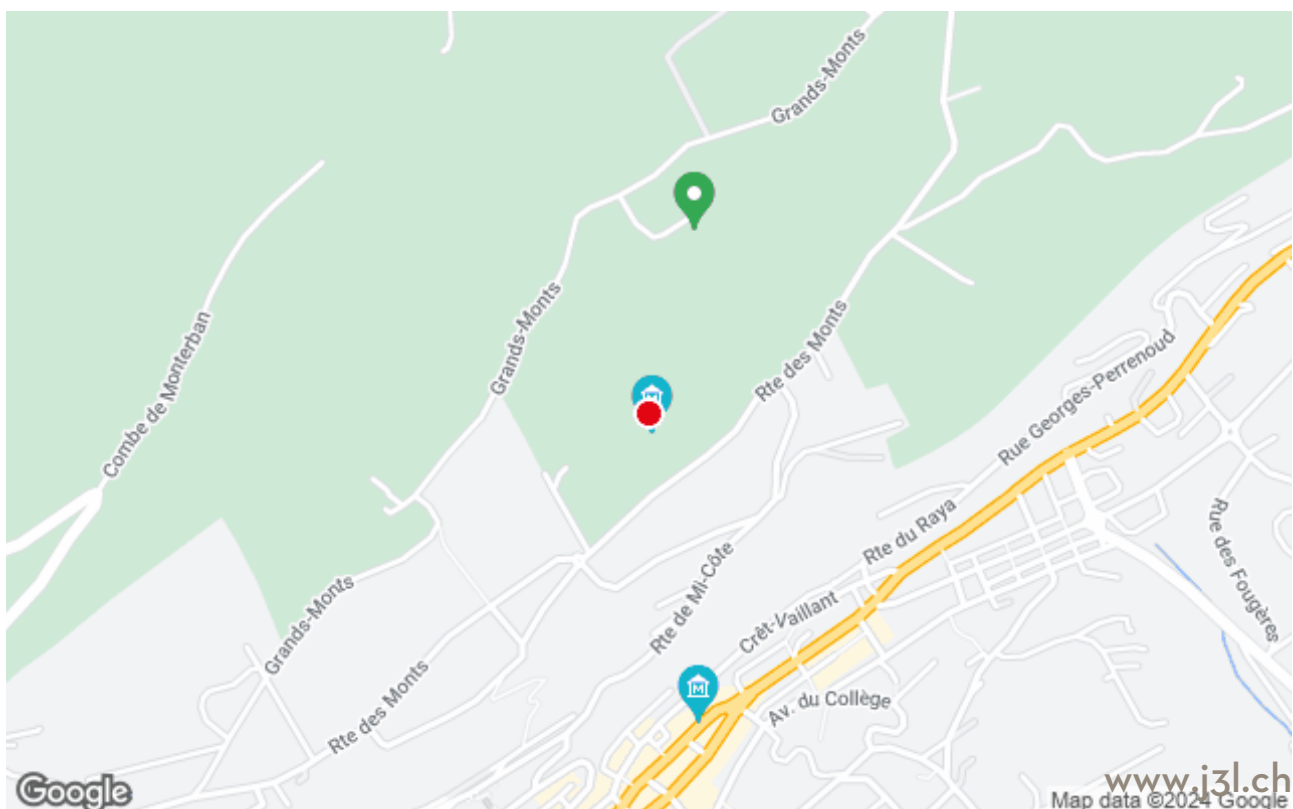 Grands-Monts
Grands-Monts
Combe de Monterban
Rte des Monts
Rue Georges-Perrenoud
Rte du Raya
Rue des Fougères
Rte de Mi-Côte
Crêt-Vaillant
Grands-Monts
Rte des Monts
Av. du Collège
M
www.j3l.ch
Google
Map data ©2024 Google